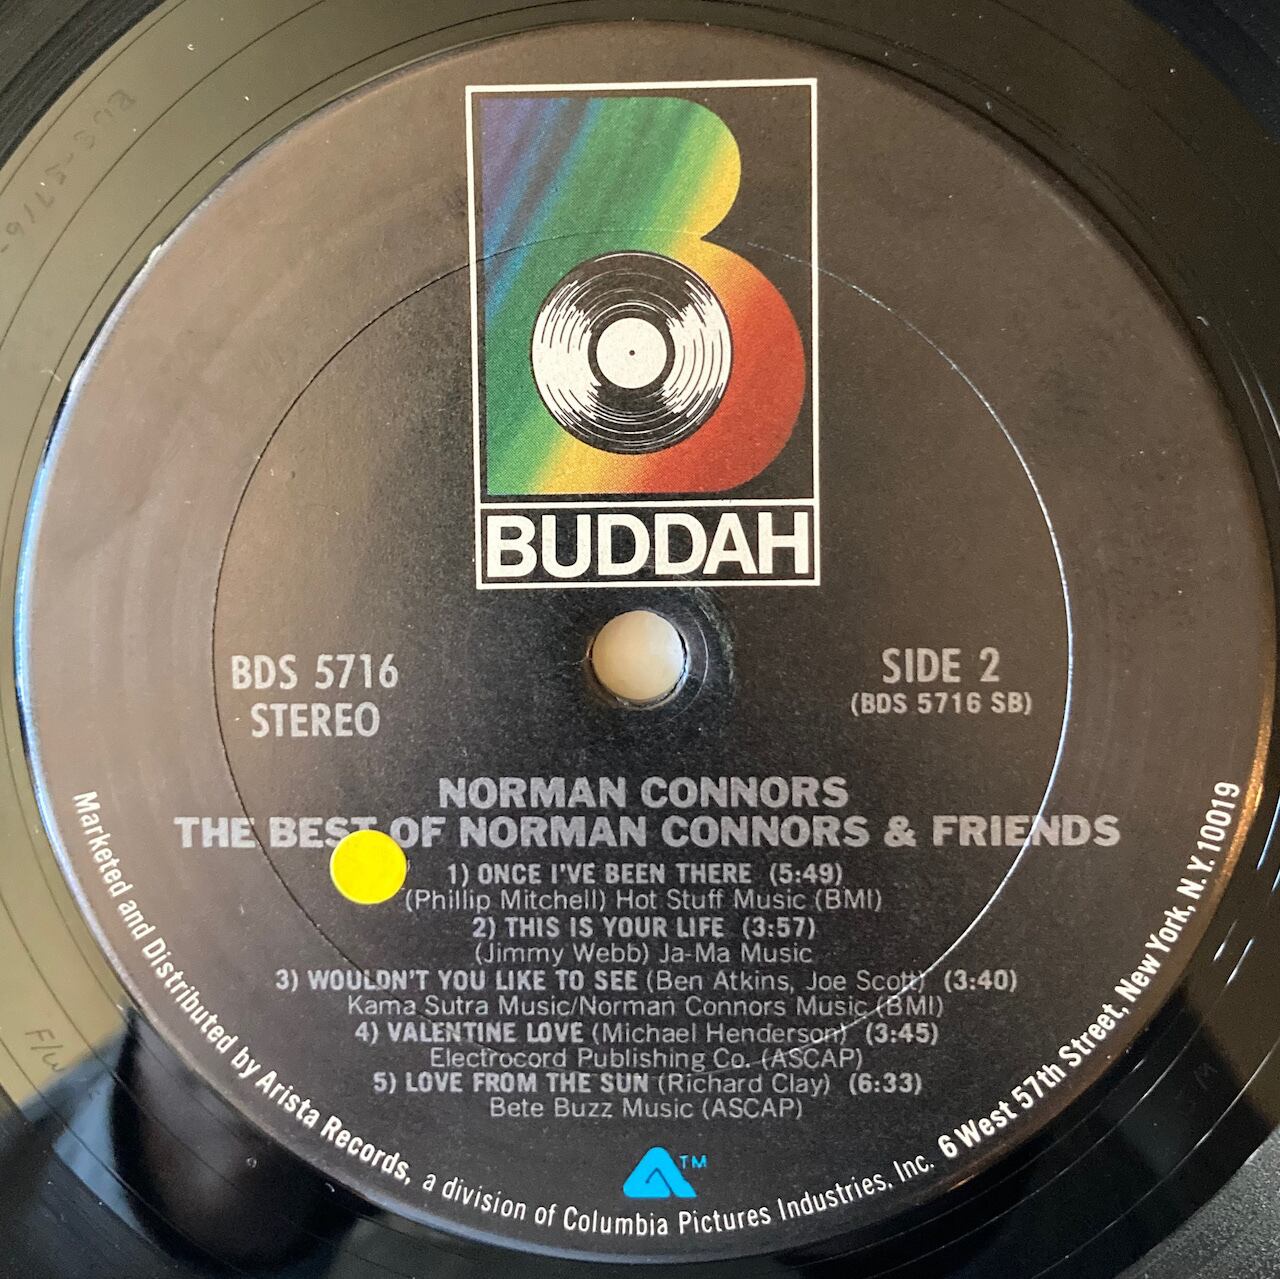 BUDDAH
BDS 5716
STEREO
SIDE 2
(BDS 5716 SB)
NORMAN CONNORS
THE BEST OF NORMAN CONNORS & FRIENDS
1) ONCE I'VE BEEN THERE (5:49)
(Phillip Mitchell) Hot Stuff Music (BMI)
2) THIS IS YOUR LIFE (3:57)
(Jimmy Webb) Ja-Ma Music
3) WOULDN'T YOU LIKE TO SEE (Ben Atkins, Joe Scott) (3:40)
Kama Sutra Music/Norman Connors Music (BMI)
4) VALENTINE LOVE (Michael Henderson) (3:45)
Electrocord Publishing Co. (ASCAP)
5) LOVE FROM THE SUN (Richard Clay) (6:33)
Bete Buzz Music (ASCAP)
TM
Marketed and Distributed by Arista Records, a division of Columbia Pictures Industries, Inc. 6 West 57th Street, New York, N.Y. 10019
BDS-5716-
F/W